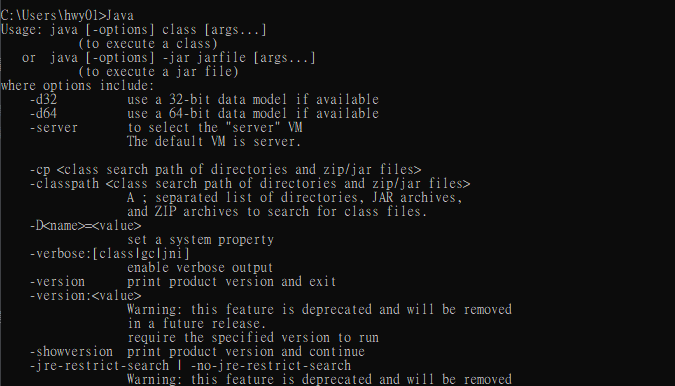 C:\Users\hwy01>Java
Usage: java [-options] class [args...]
(to execute a class)
or  java [-options] -jar jarfile [args...]
(to execute a jar file)
where options include:
-d32          use a 32-bit data model if available
-d64          use a 64-bit data model if available
-server       to select the "server" VM
The default VM is server.
-cp <class search path of directories and zip/jar files>
-classpath <class search path of directories and zip/jar files>
A ; separated list of directories, JAR archives,
and ZIP archives to search for class files.
-D<name>=<value>
set a system property
-verbose:[class|gc|jni]
enable verbose output
-version      print product version and exit
-version:<value>
Warning: this feature is deprecated and will be removed
in a future release.
require the specified version to run
-showversion  print product version and continue
-jre-restrict-search | -no-jre-restrict-search
Warning: this feature is deprecated and will be removed